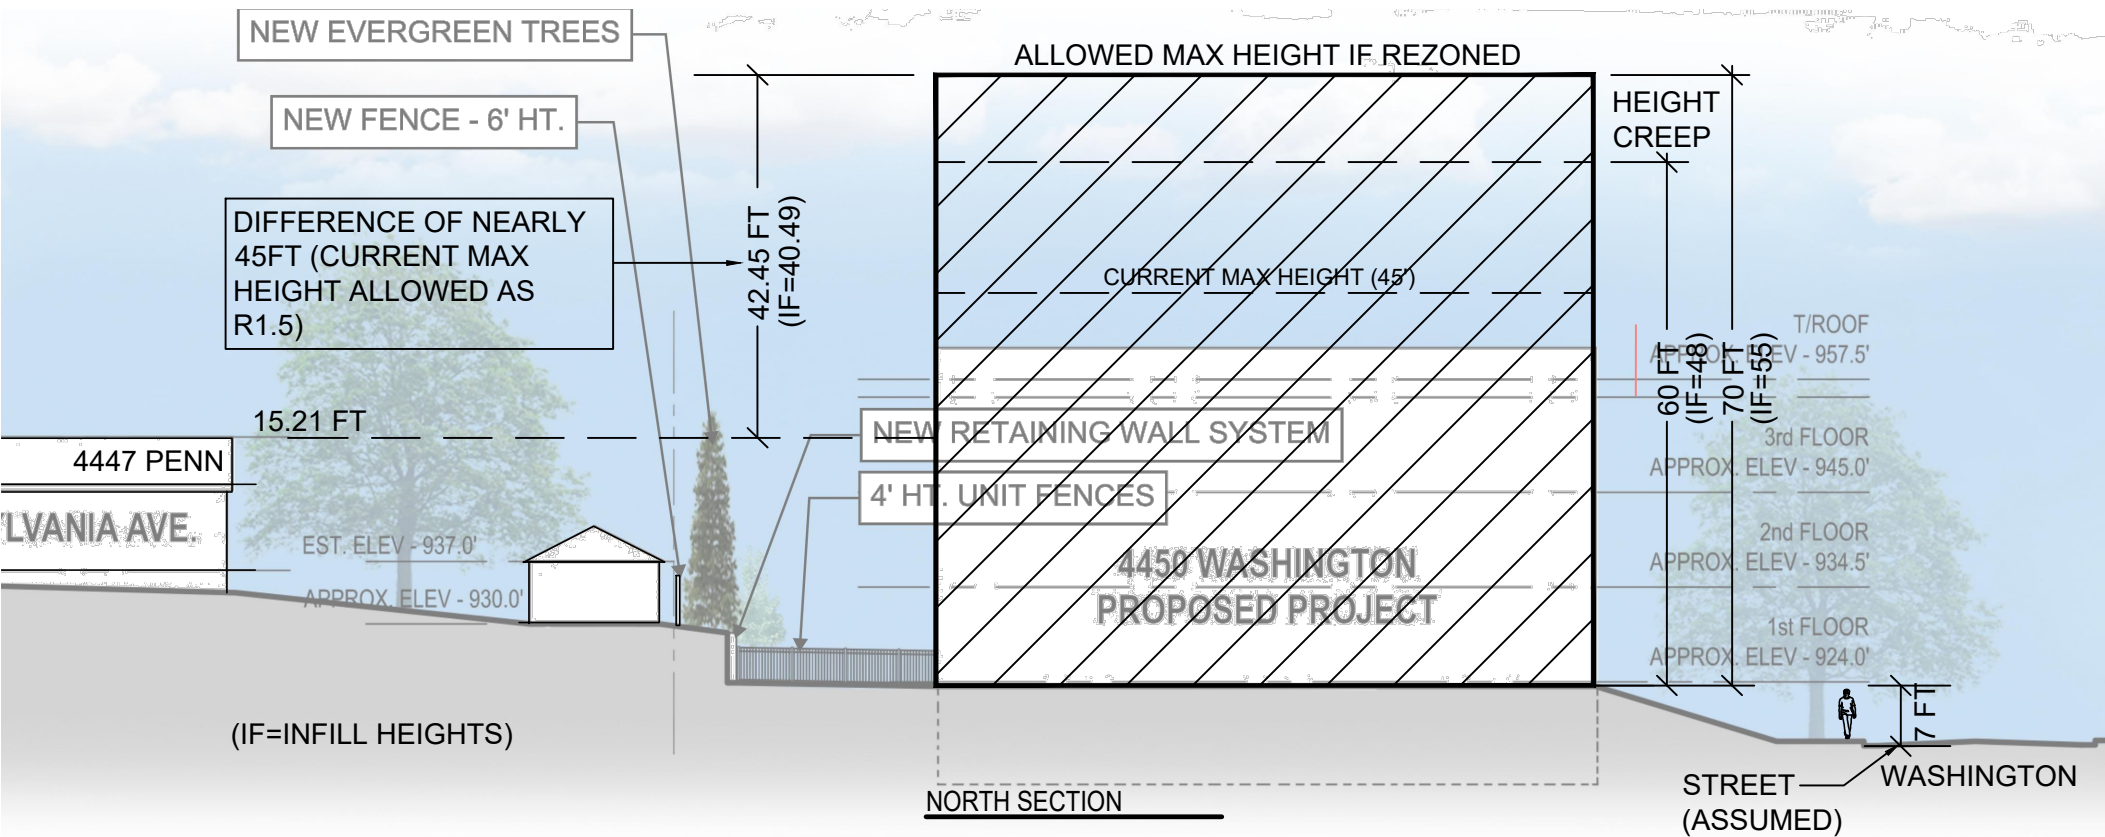 NEW EVERGREEN TREES
ALLOWED MAX HEIGHT IF REZONED
NEW FENCE - 6' HT.
HEIGHT
CREEP
DIFFERENCE OF NEARLY
45FT (CURRENT MAX
HEIGHT ALLOWED AS
R1.5)
42.45 FT
(IF=40.49)
CURRENT MAX HEIGHT (45')
T/ROOF
APPROX. ELEV - 957.5'
60 FT
(IF=48)
70 FT
(IF=55)
15.21 FT
NEW RETAINING WALL SYSTEM
3rd FLOOR
APPROX. ELEV - 945.0'
4447 PENN
4' HT. UNIT FENCES
LVANIA AVE.
EST. ELEV - 937.0'
2nd FLOOR
APPROX. ELEV - 934.5'
4450 WASHINGTON
PROPOSED PROJECT
APPROX. ELEV - 930.0'
1st FLOOR
APPROX. ELEV - 924.0'
7 FT
(IF=INFILL HEIGHTS)
NORTH SECTION
STREET
(ASSUMED)
WASHINGTON